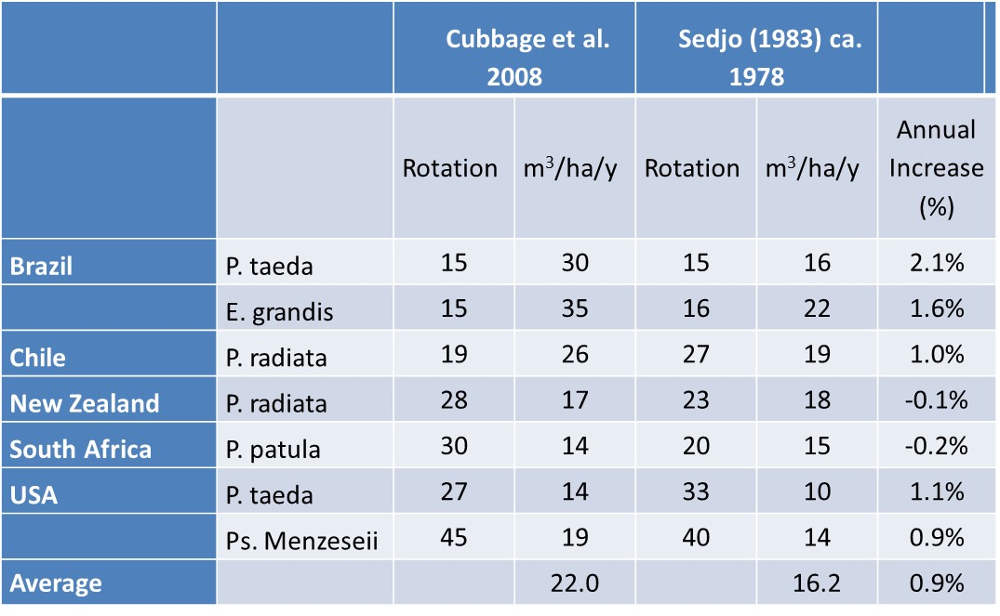 Cubbage et al. 2008 Sedjo (1983) ca. 1978
Rotation m³/ha/y Rotation m³/ha/y Annual Increase (%)
Brazil P. taeda 15 30 15 16 2.1%
E. grandis 15 35 16 22 1.6%
Chile P. radiata 19 26 27 19 1.0%
New Zealand P. radiata 28 17 23 18 -0.1%
South Africa P. patula 30 14 20 15 -0.2%
USA P. taeda 27 14 33 10 1.1%
Ps. Menzeseii 45 19 40 14 0.9%
Average 22.0 16.2 0.9%